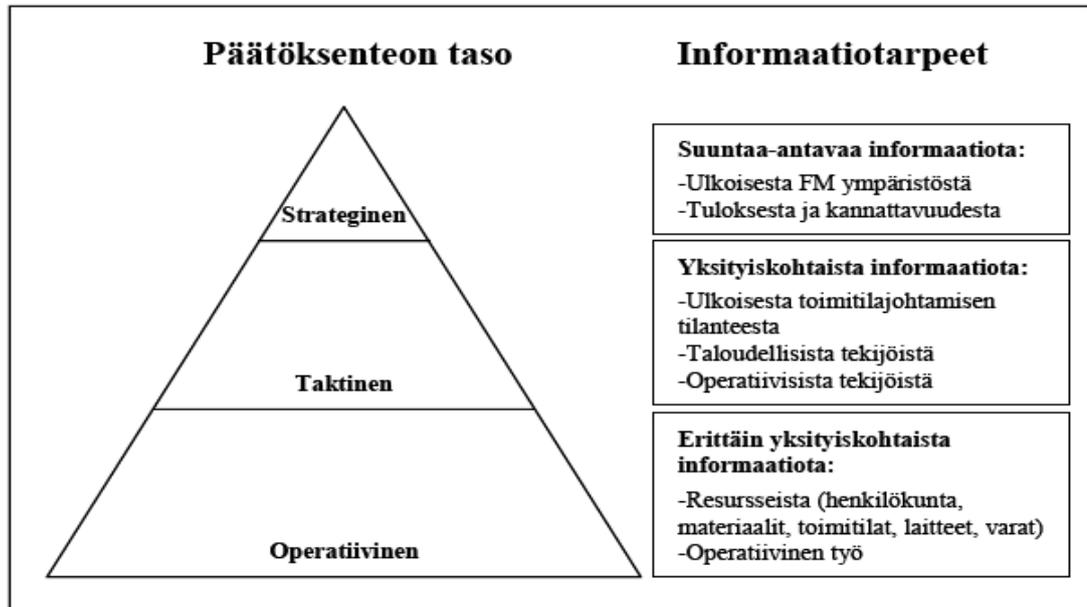 Päätöksenteon taso
Informaatiotarpeet
Strateginen
Suuntaa-antavaa informaatiota:
-Ulkoisesta FM ympäristöstä
-Tuloksesta ja kannattavuudesta
Taktinen
Yksityiskohtaista informaatiota:
-Ulkoisesta toimitilajohtamisen
tilanteesta
-Taloudellisista tekijöistä
-Operatiivisista tekijöistä
Operatiivinen
Erittäin yksityiskohtaista
informaatiota:
-Resursseista (henkilökunta,
materiaalit, toimitilat, laitteet, varat)
-Operatiivinen työ